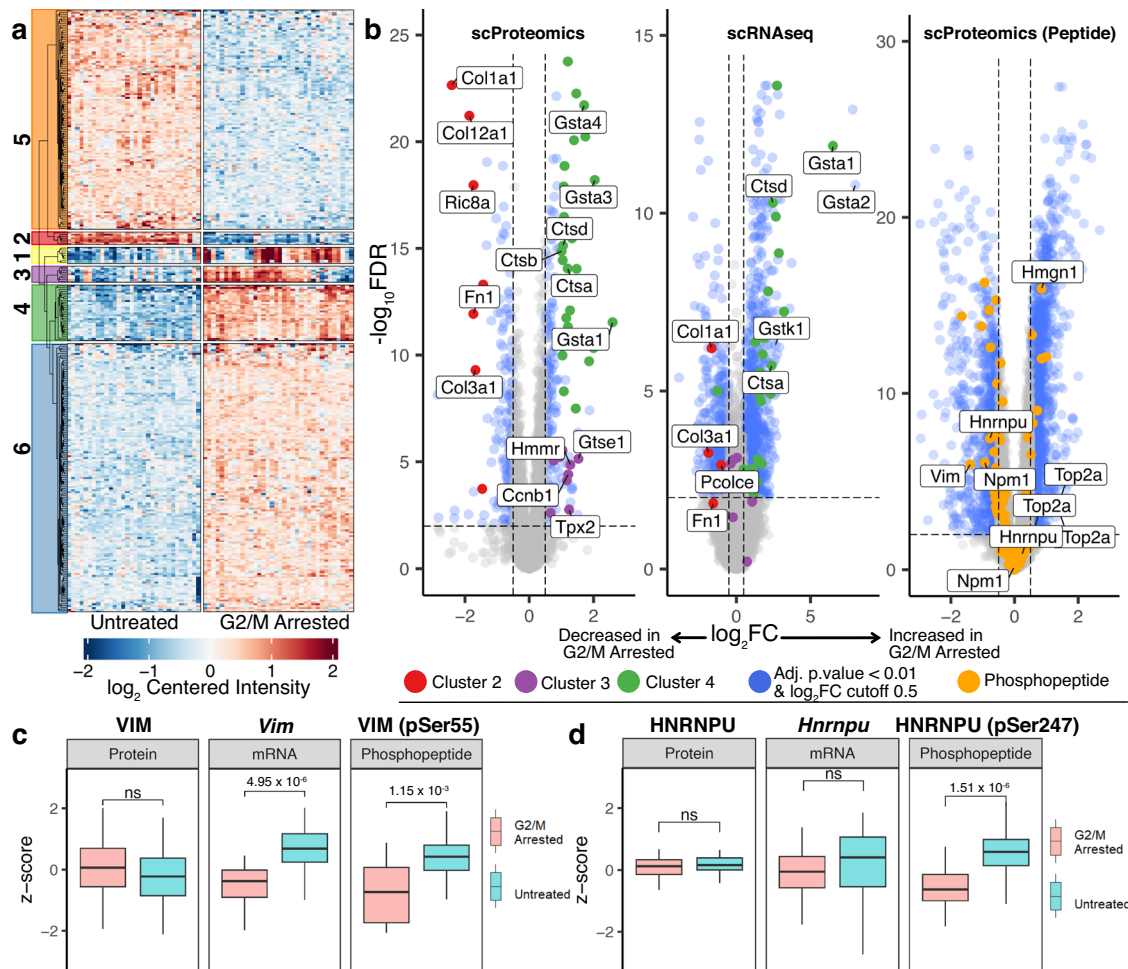 a
5
2
1
3
4
6
Untreated
G2/M Arrested
−2
−1
0
1
2
log2 Centered Intensity
b
scProteomics
25
20
15
10
5
0
-log10FDR
Col1a1
Col12a1
Gsta4
Ric8a
Gsta3
Ctsd
Ctsb
Ctsa
Fn1
Gsta1
Col3a1
Hmmr
Gtse1
Ccnb1
Tpx2
−2
0
2
scRNAseq
15
10
5
0
Gsta1
Ctsd
Gsta2
Col1a1
Gstk1
Ctsa
Col3a1
Pcolce
Fn1
0
5
scProteomics (Peptide)
30
20
10
0
Hmgn1
Hnrnpu
Vim
Npm1
Top2a
Top2a
Hnrnpu
Top2a
Npm1
−2
0
2
Decreased in
G2/M Arrested
log2FC
Increased in
G2/M Arrested
Cluster 2
Cluster 3
Cluster 4
Adj. p.value < 0.01
& log2FC cutoff 0.5
Phosphopeptide
c
VIM
Vim
VIM (pSer55)
Protein
mRNA
Phosphopeptide
ns
4.95 x 10-6
1.15 x 10-3
2
0
−2
z−score
G2/M
Arrested
Untreated
d
HNRNPU
Hnrnpu
HNRNPU (pSer247)
Protein
mRNA
Phosphopeptide
ns
ns
1.51 x 10-6
2
0
−2
z−score
G2/M
Arrested
Untreated